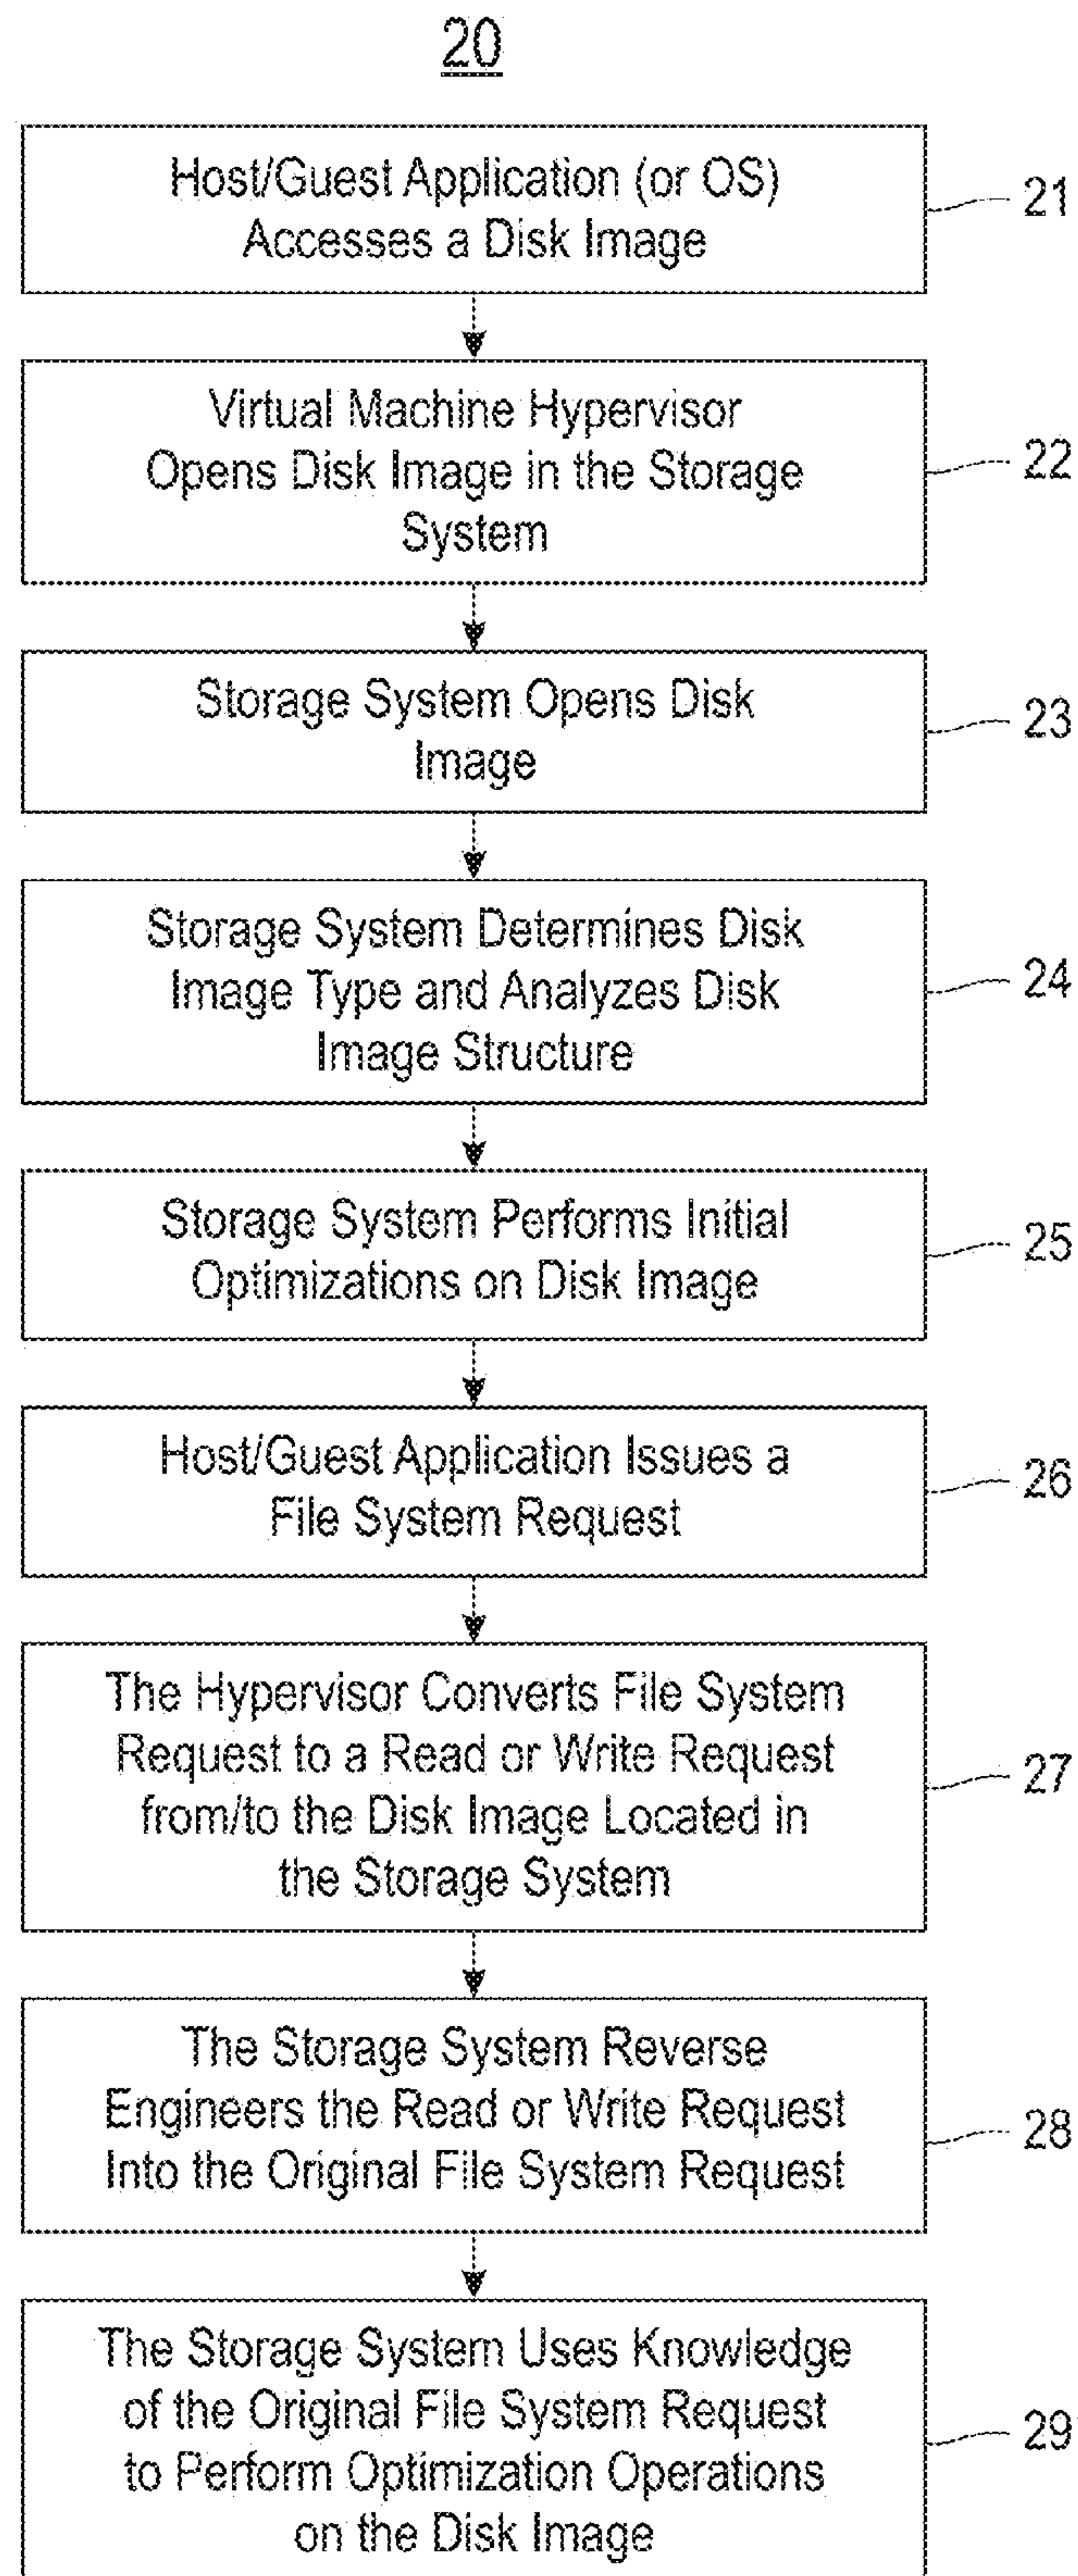 20
Host/Guest Application (or OS)
Accesses a Disk Image
21
Virtual Machine Hypervisor
Opens Disk Image in the Storage
System
22
Storage System Opens Disk
Image
23
Storage System Determines Disk
Image Type and Analyzes Disk
Image Structure
24
Storage System Performs Initial
Optimizations on Disk Image
25
Host/Guest Application Issues a
File System Request
26
The Hypervisor Converts File System
Request to a Read or Write Request
from/to the Disk Image Located in
the Storage System
27
The Storage System Reverse
Engineers the Read or Write Request
Into the Original File System Request
28
The Storage System Uses Knowledge
of the Original File System Request
to Perform Optimization Operations
on the Disk Image
29